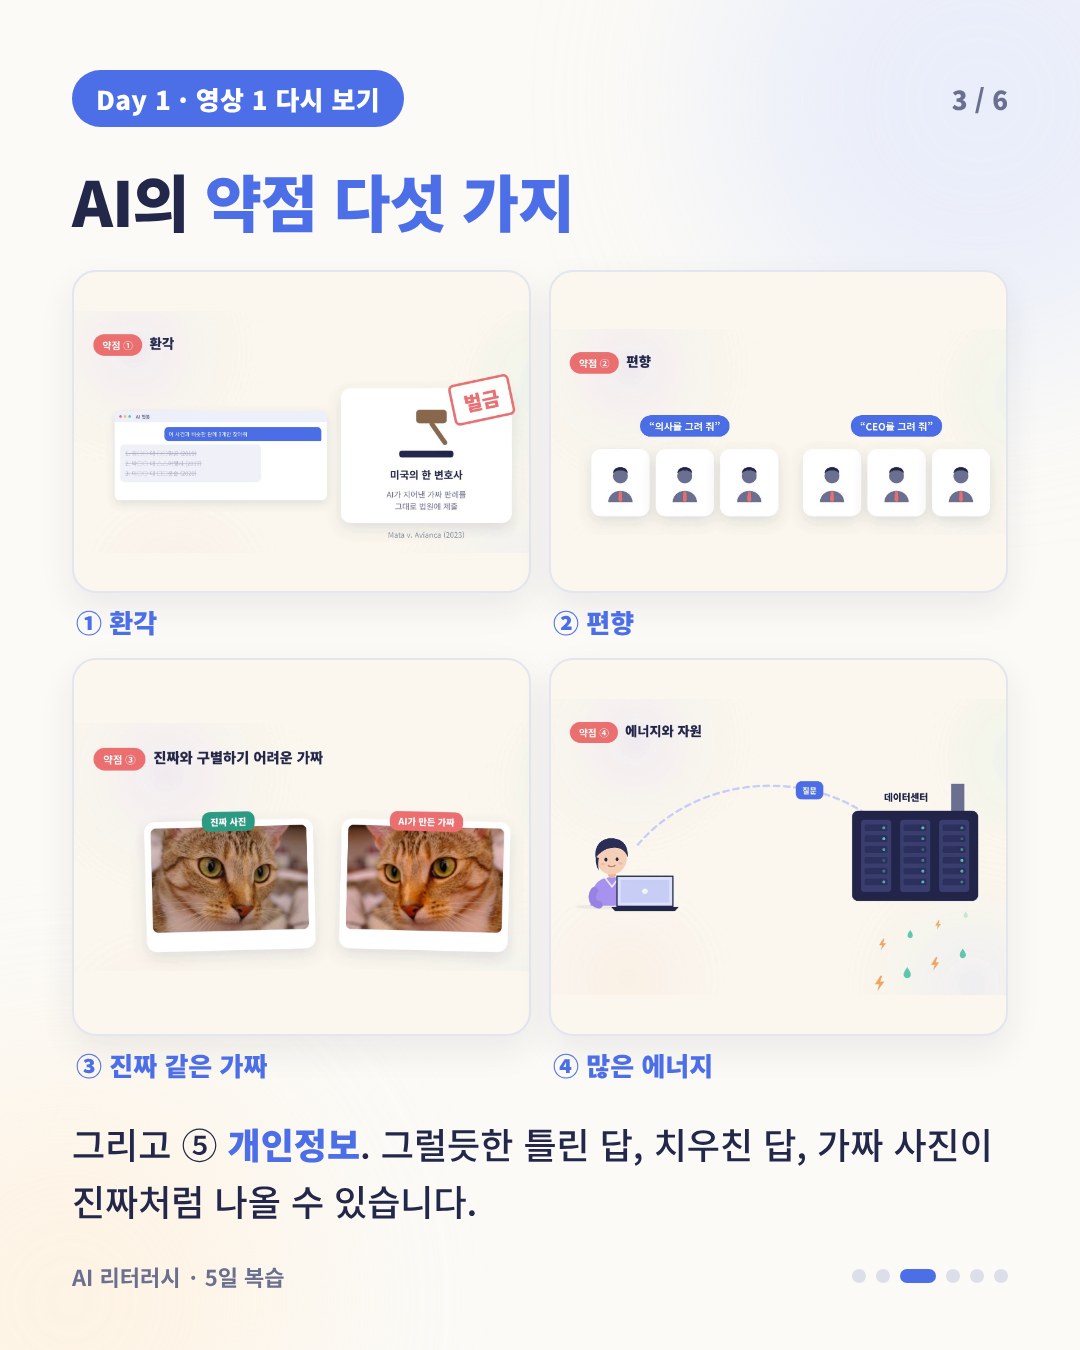 Day 1 · 영상 1 다시 보기
3 / 6
AI의 약점 다섯 가지
약점 ① 환각
벌금
미국의 한 변호사
AI가 지어낸 가짜 판례를
그대로 법원에 제출
Mata v. Avianca (2023)
① 환각
약점 ② 편향
“의사를 그려 줘”
“CEO를 그려 줘”
② 편향
약점 ③ 진짜와 구별하기 어려운 가짜
진짜 사진
AI가 만든 가짜
③ 진짜 같은 가짜
약점 ④ 에너지와 자원
질문
데이터센터
④ 많은 에너지
그리고 ⑤ 개인정보. 그럴듯한 틀린 답, 치우친 답, 가짜 사진이
진짜처럼 나올 수 있습니다.
AI 리터러시 · 5일 복습